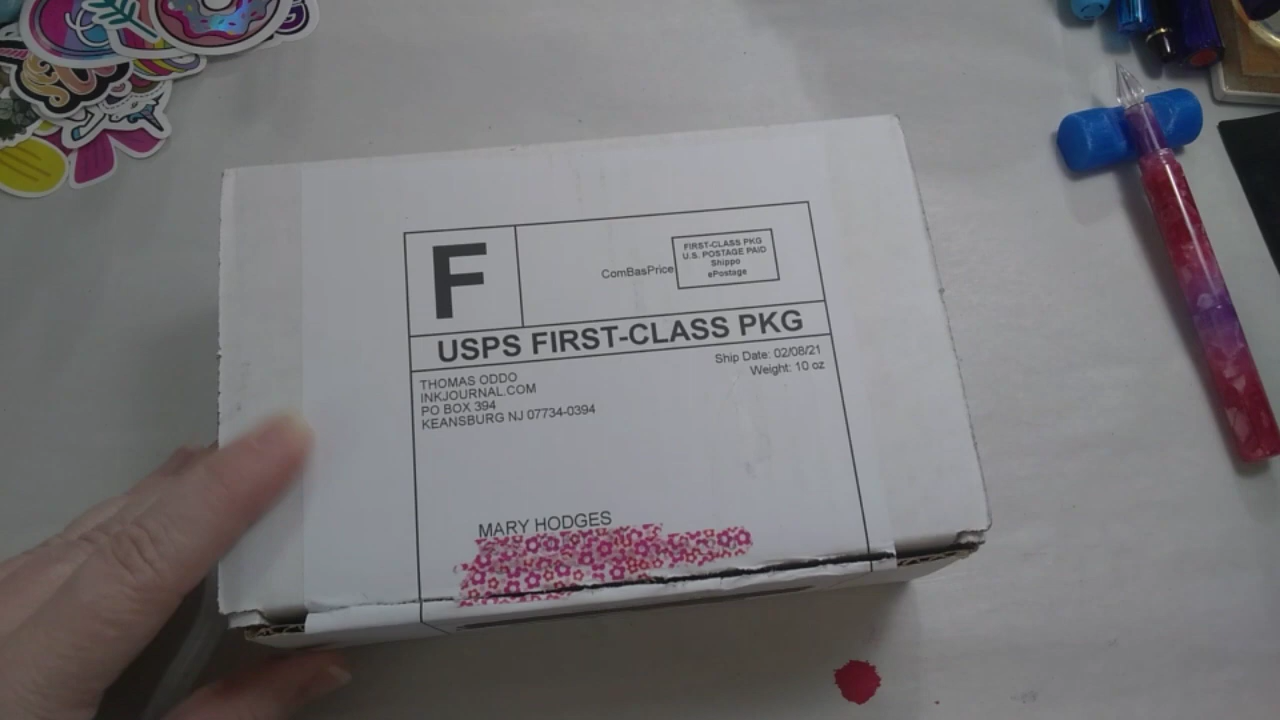 F
ComBasPrice
FIRST-CLASS PKG
U.S. POSTAGE PAID
Shippo
ePostage
USPS FIRST-CLASS PKG
Ship Date: 02/08/21
Weight: 10 oz
THOMAS ODDO
INKJOURNAL.COM
PO BOX 394
KEANSBURG NJ 07734-0394
MARY HODGES